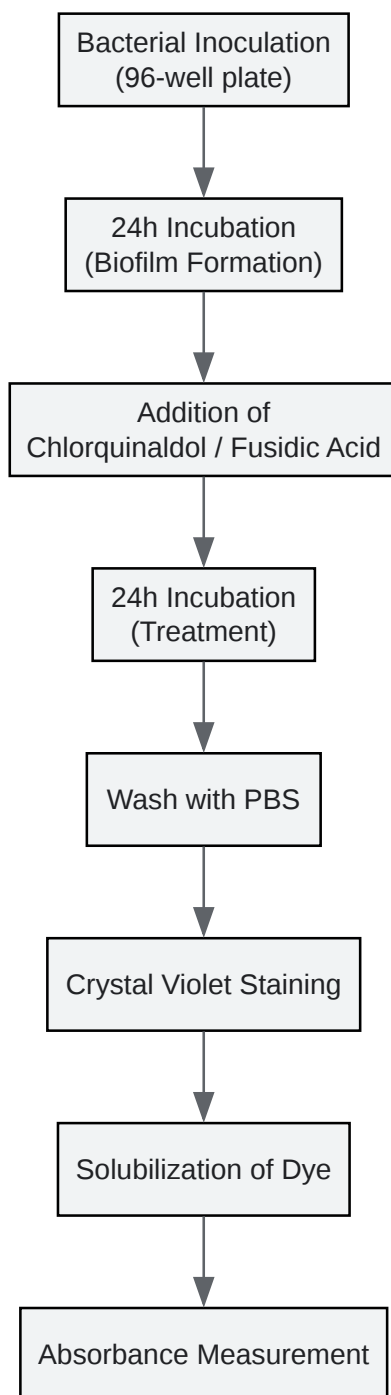 Bacterial Inoculation
(96-well plate)
24h Incubation
(Biofilm Formation)
Addition of
Chlorquinaldol / Fusidic Acid
24h Incubation
(Treatment)
Wash with PBS
Crystal Violet Staining
Solubilization of Dye
Absorbance Measurement